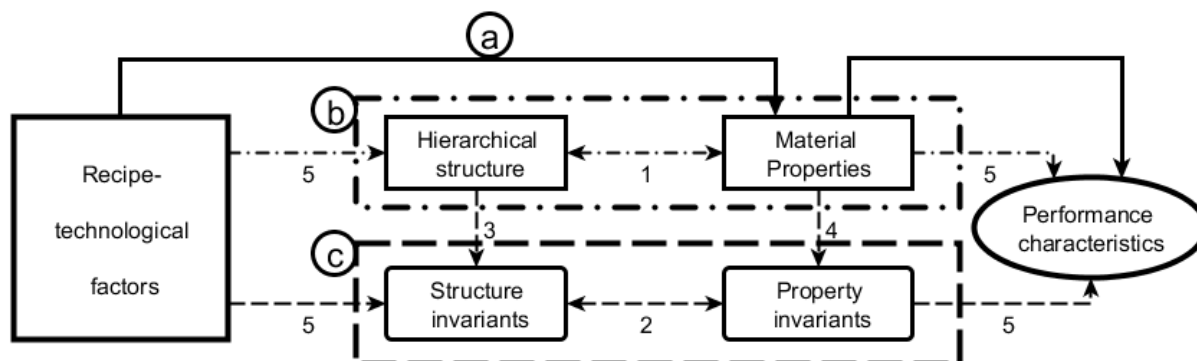 a
b
Hierarchical
structure
Material
Properties
Recipe-
technological
factors
5
1
5
Performance
characteristics
3
4
c
Structure
invariants
Property
invariants
5
2
5